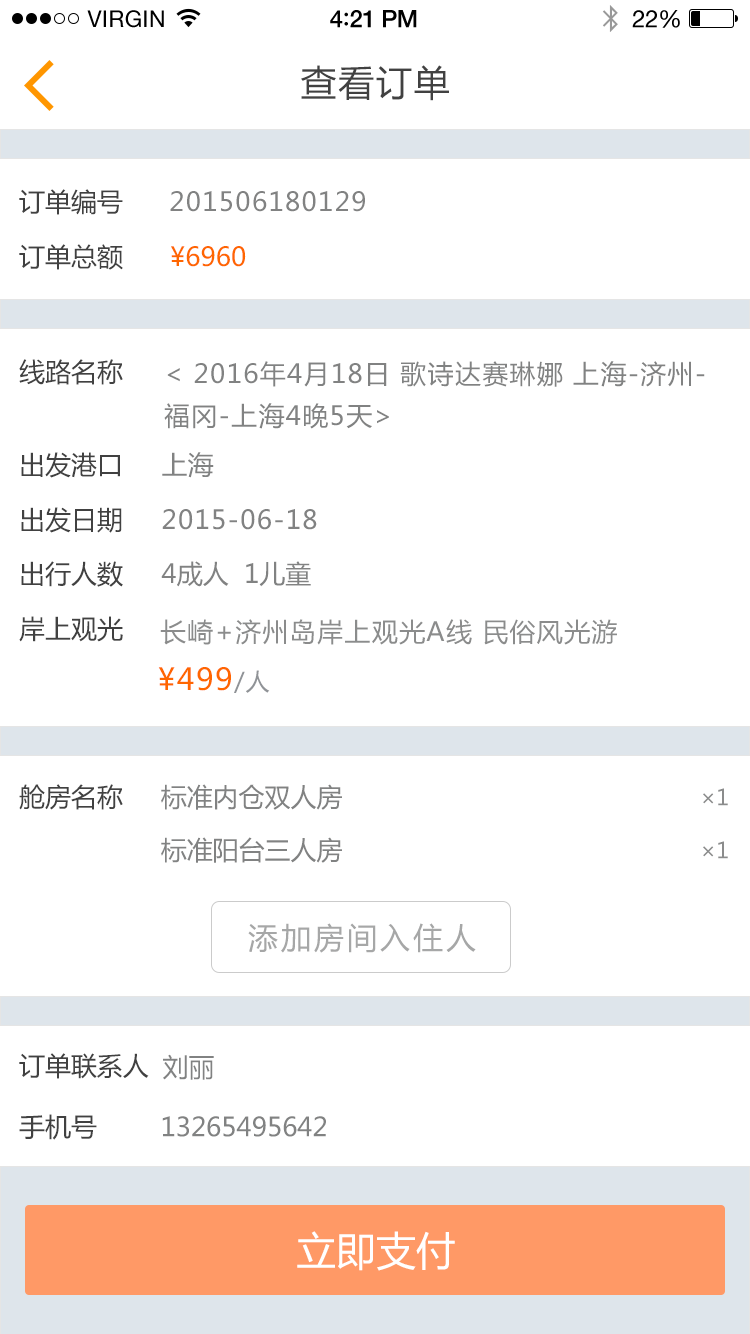 VIRGIN 4:21 PM 22%
查看订单
订单编号 201506180129
订单总额 ¥6960
线路名称 < 2016年4月18日 歌诗达赛琳娜 上海-济州-
福冈-上海4晚5天>
出发港口 上海
出发日期 2015-06-18
出行人数 4成人 1儿童
岸上观光 长崎+济州岛岸上观光A线 民俗风光游
¥499/人
舱房名称 标准内仓双人房 ×1
标准阳台三人房 ×1
添加房间入住人
订单联系人 刘丽
手机号 13265495642
立即支付